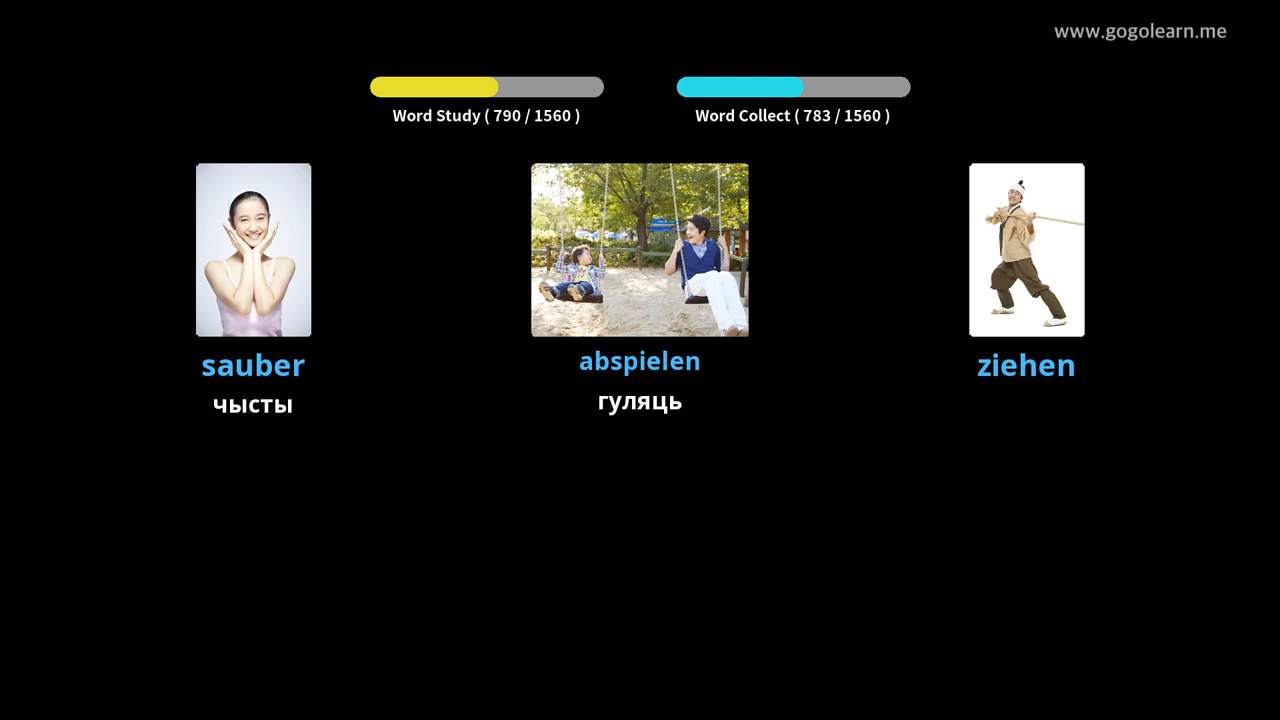 www.gogolearn.me
Word Study ( 790 / 1560 )
Word Collect ( 783 / 1560 )
sauber
abspielen
ziehen
чысты
гуляць